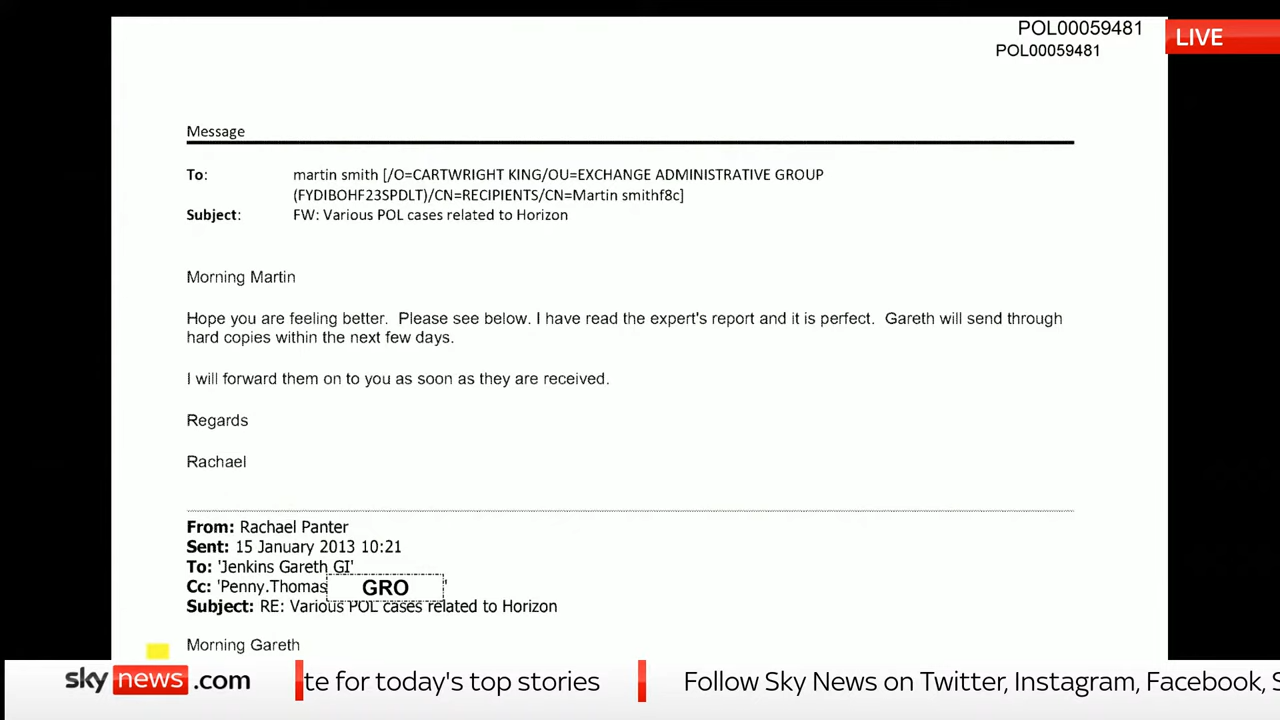 POL00059481
POL00059481
LIVE
Message
To: martin smith [/O=CARTWRIGHT KING/OU=EXCHANGE ADMINISTRATIVE GROUP
(FYDIBOHF23SPDLT)/CN=RECIPIENTS/CN=Martin smithf8c]
Subject: FW: Various POL cases related to Horizon
Morning Martin
Hope you are feeling better. Please see below. I have read the expert's report and it is perfect. Gareth will send through
hard copies within the next few days.
I will forward them on to you as soon as they are received.
Regards
Rachael
From: Rachael Panter
Sent: 15 January 2013 10:21
To: 'Jenkins Gareth GI'
Cc: 'Penny.Thomas GRO '
Subject: RE: Various POL cases related to Horizon
Morning Gareth
sky news.com te for today's top stories Follow Sky News on Twitter, Instagram, Facebook, S